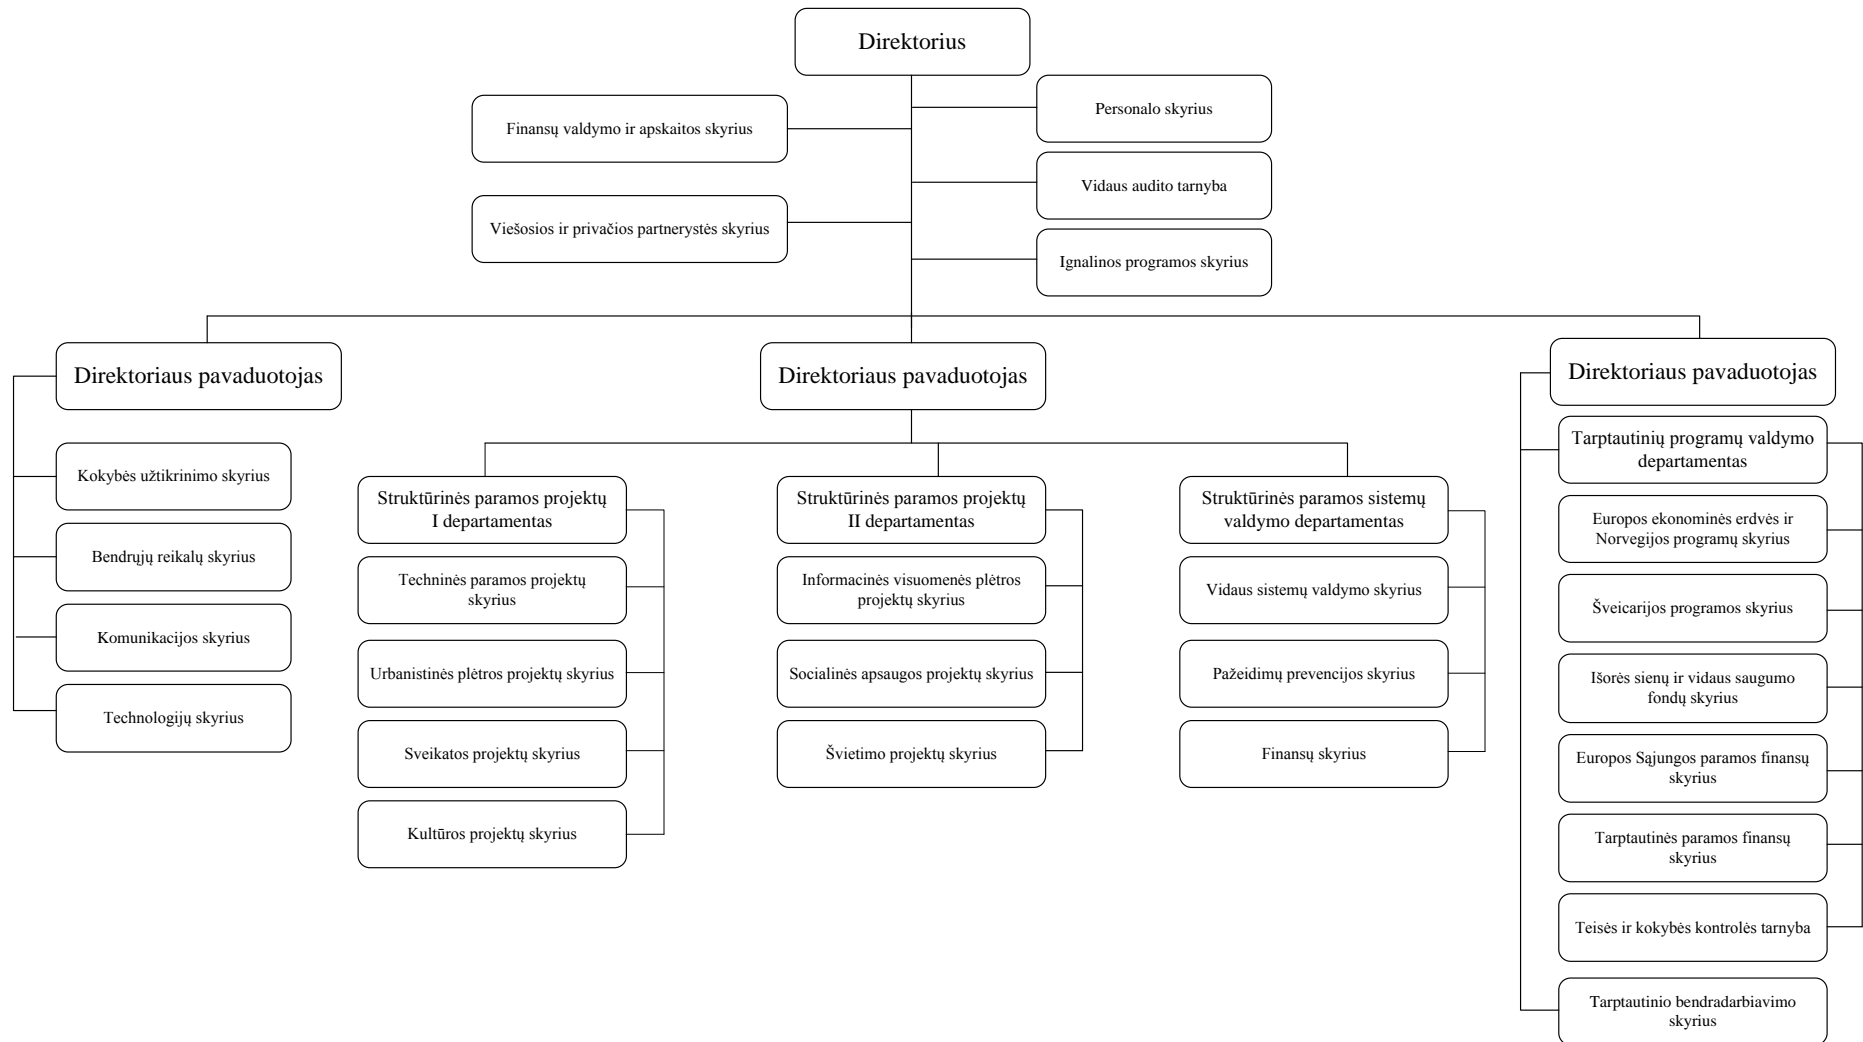 Direktorius
Finansų valdymo ir apskaitos skyrius
Viešosios ir privačios partnerystės skyrius
Personalo skyrius
Vidaus audito tarnyba
Ignalinos programos skyrius
Direktoriaus pavaduotojas
Kokybės užtikrinimo skyrius
Bendrųjų reikalų skyrius
Komunikacijos skyrius
Technologijų skyrius
Direktoriaus pavaduotojas
Struktūrinės paramos projektų
I departamentas
Techninės paramos projektų
skyrius
Urbanistinės plėtros projektų skyrius
Sveikatos projektų skyrius
Kultūros projektų skyrius
Struktūrinės paramos projektų
II departamentas
Informacinės visuomenės plėtros
projektų skyrius
Socialinės apsaugos projektų skyrius
Švietimo projektų skyrius
Struktūrinės paramos sistemų
valdymo departamentas
Vidaus sistemų valdymo skyrius
Pažeidimų prevencijos skyrius
Finansų skyrius
Direktoriaus pavaduotojas
Tarptautinių programų valdymo
departamentas
Europos ekonominės erdvės ir
Norvegijos programų skyrius
Šveicarijos programos skyrius
Išorės sienų ir vidaus saugumo
fondų skyrius
Europos Sąjungos paramos finansų
skyrius
Tarptautinės paramos finansų
skyrius
Teisės ir kokybės kontrolės tarnyba
Tarptautinio bendradarbiavimo
skyrius